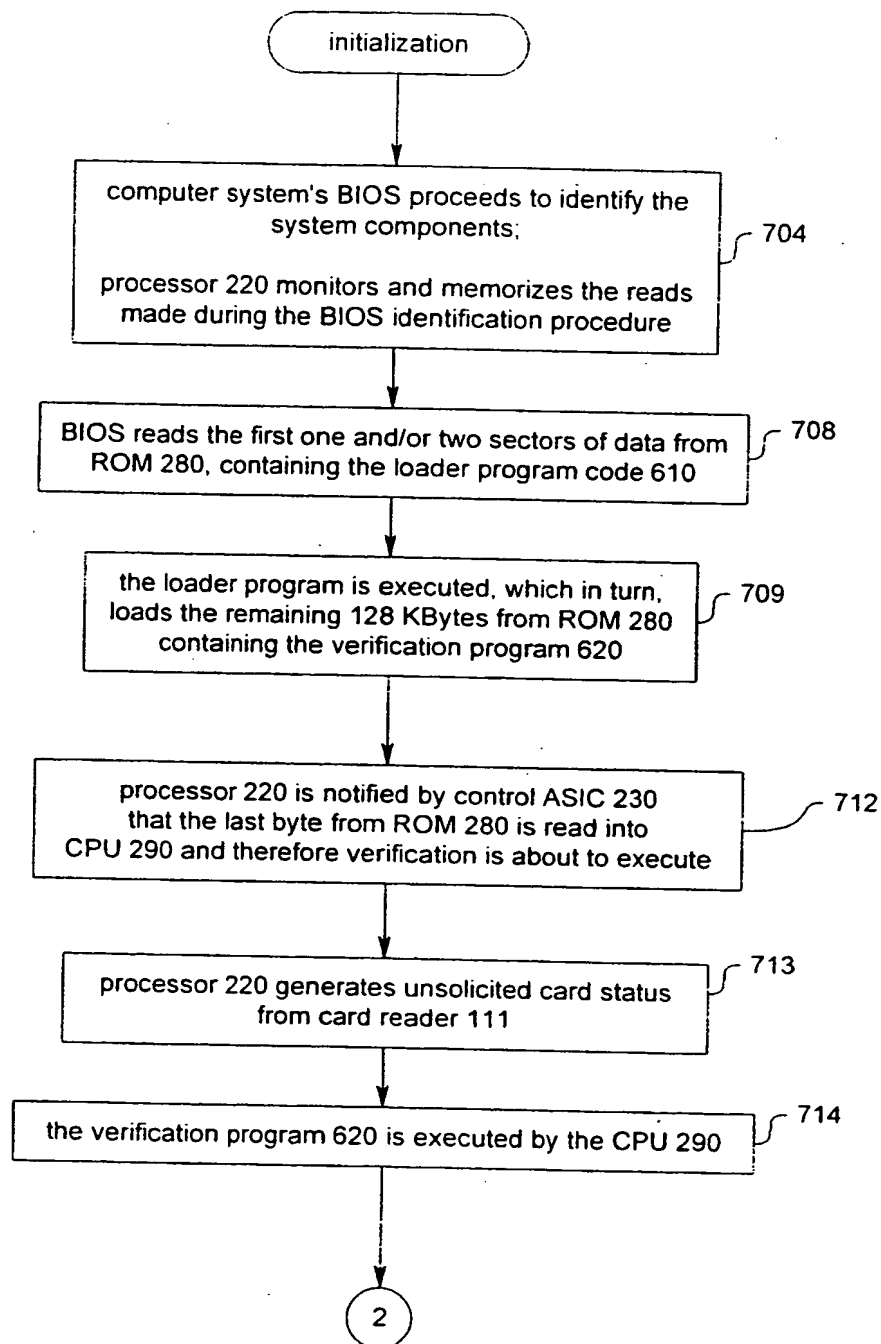 initialization
computer system's BIOS proceeds to identify the
system components;
processor 220 monitors and memorizes the reads
made during the BIOS identification procedure
704
BIOS reads the first one and/or two sectors of data from
ROM 280, containing the loader program code 610
708
the loader program is executed, which in turn,
loads the remaining 128 KBytes from ROM 280
containing the verification program 620
709
processor 220 is notified by control ASIC 230
that the last byte from ROM 280 is read into
CPU 290 and therefore verification is about to execute
712
processor 220 generates unsolicited card status
from card reader 111
713
the verification program 620 is executed by the CPU 290
714
2